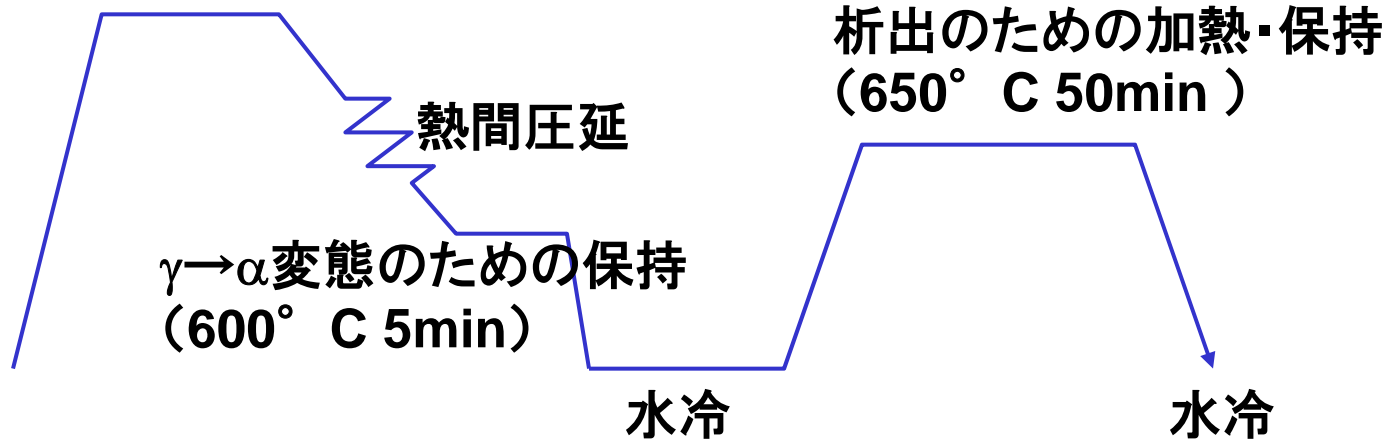 析出のための加熱・保持
（650°C 50min ）
熱間圧延
γ→α変態のための保持
（600°C 5min）
水冷
水冷